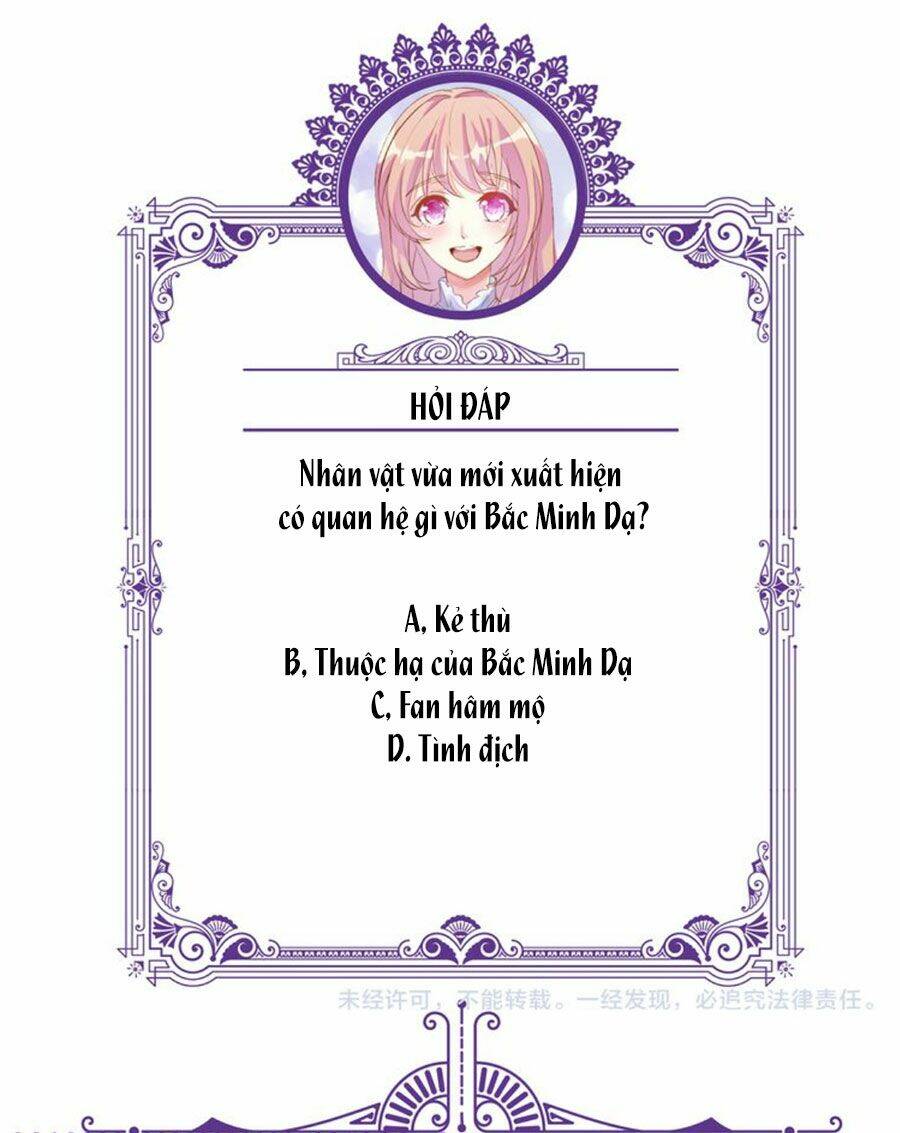 HỎI ĐÁP
Nhân vật vừa mới xuất hiện
có quan hệ gì với Bắc Minh Dạ?
A, Kẻ thù
B, Thuộc hạ của Bắc Minh Dạ
C, Fan hâm mộ
D. Tình địch
未经许可，不能转载。一经发现，必追究法律责任。